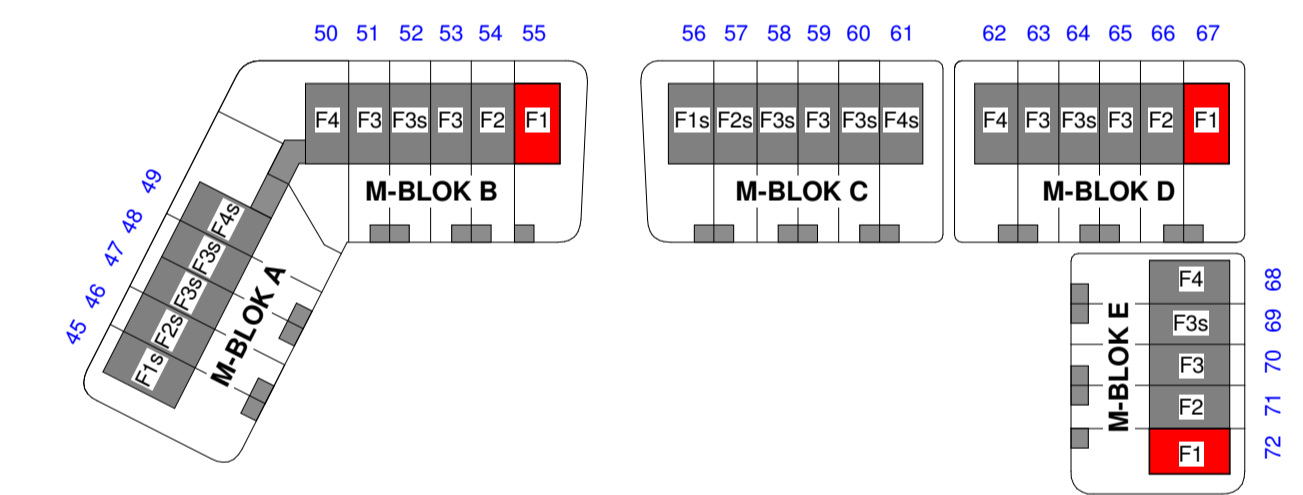 50 51 52 53 54 55 56 57 58 59 60 61 62 63 64 65 66 67
F4 F3 F3s F3 F2 F1 F1s F2s F3s F3 F3s F4s F4 F3 F3s F3 F2 F1
M-BLOK B M-BLOK C M-BLOK D
49
48
47
46
45
F4s
F3s
F3s
F2s
F1s
M-BLOK A
M-BLOK E
F4 68
F3s 69
F3 70
F2 71
F1 72